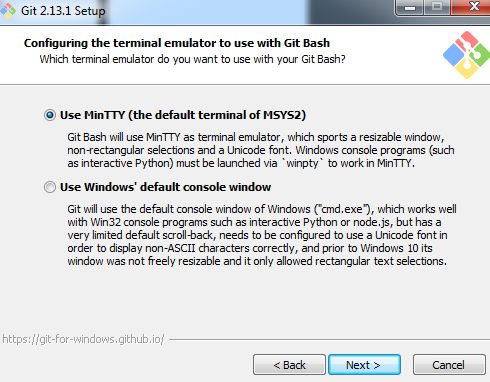 Git 2.13.1 Setup
Configuring the terminal emulator to use with Git Bash
Which terminal emulator do you want to use with your Git Bash?
Use MinTTY (the default terminal of MSYS2)
Git Bash will use MinTTY as terminal emulator, which sports a resizable window,
non-rectangular selections and a Unicode font. Windows console programs (such
as interactive Python) must be launched via `winpty` to work in MinTTY.
Use Windows' default console window
Git will use the default console window of Windows ("cmd.exe"), which works well
with Win32 console programs such as interactive Python or node.js, but has a
very limited default scroll-back, needs to be configured to use a Unicode font in
order to display non-ASCII characters correctly, and prior to Windows 10 its
window was not freely resizable and it only allowed rectangular text selections.
https://git-for-windows.github.io/
< Back
Next >
Cancel